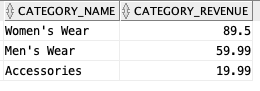 CATEGORY_NAME CATEGORY_REVENUE
Women's Wear 89.5
Men's Wear 59.99
Accessories 19.99